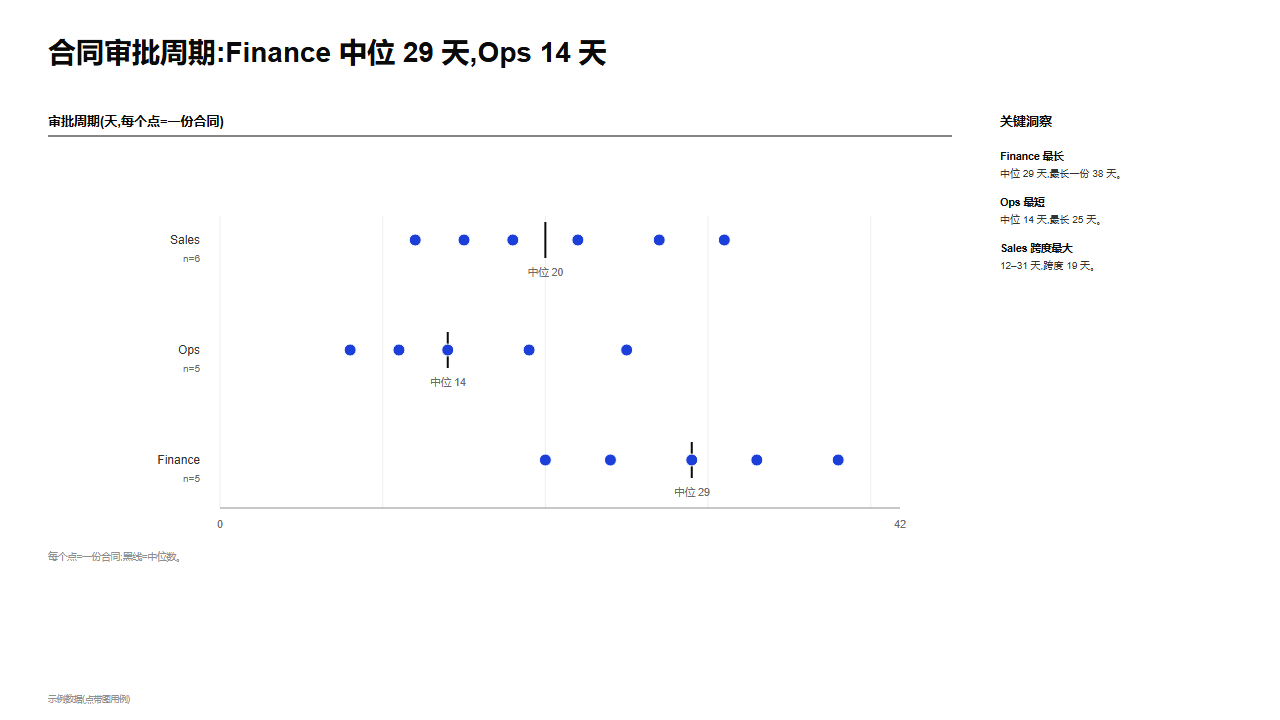 合同审批周期:Finance 中位 29 天,Ops 14 天
审批周期(天,每个点=一份合同)
Sales
n=6
中位 20
Ops
n=5
中位 14
Finance
n=5
中位 29
0
42
每个点=一份合同;黑线=中位数。
关键洞察
Finance 最长
中位 29 天,最长一份 38 天。
Ops 最短
中位 14 天,最长 25 天。
Sales 跨度最大
12–31 天,跨度 19 天。
示例数据(点带图用例)